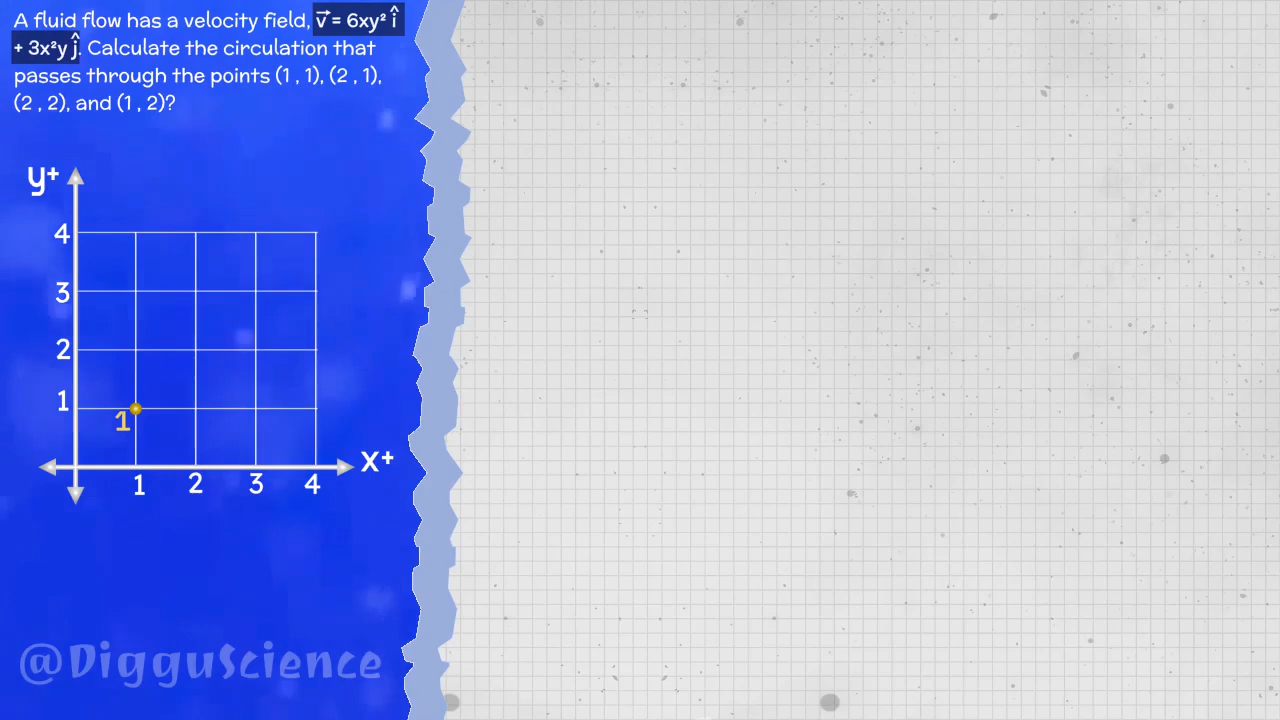 A fluid flow has a velocity field, v⃗ = 6xy² î
+ 3x²y ĵ. Calculate the circulation that
passes through the points (1 , 1), (2 , 1),
(2 , 2), and (1 , 2)?
y+
4
3
2
1
1
x+
1 2 3 4
@DigguScience